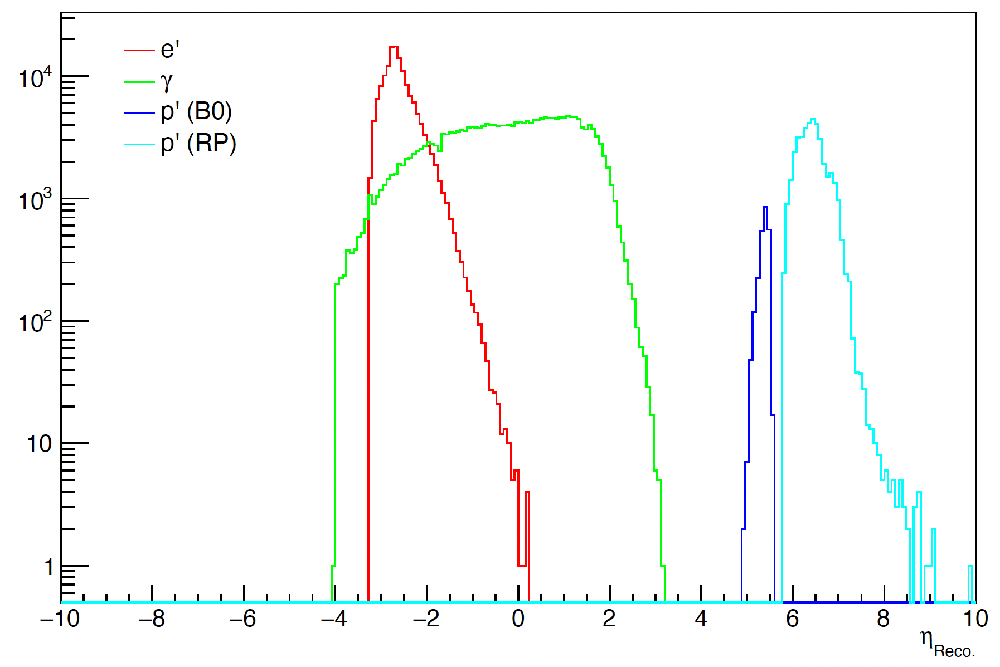 e'
γ
p' (B0)
p' (RP)
10⁴
10³
10²
10
1
−10 −8 −6 −4 −2 0 2 4 6 8 10
η_Reco.